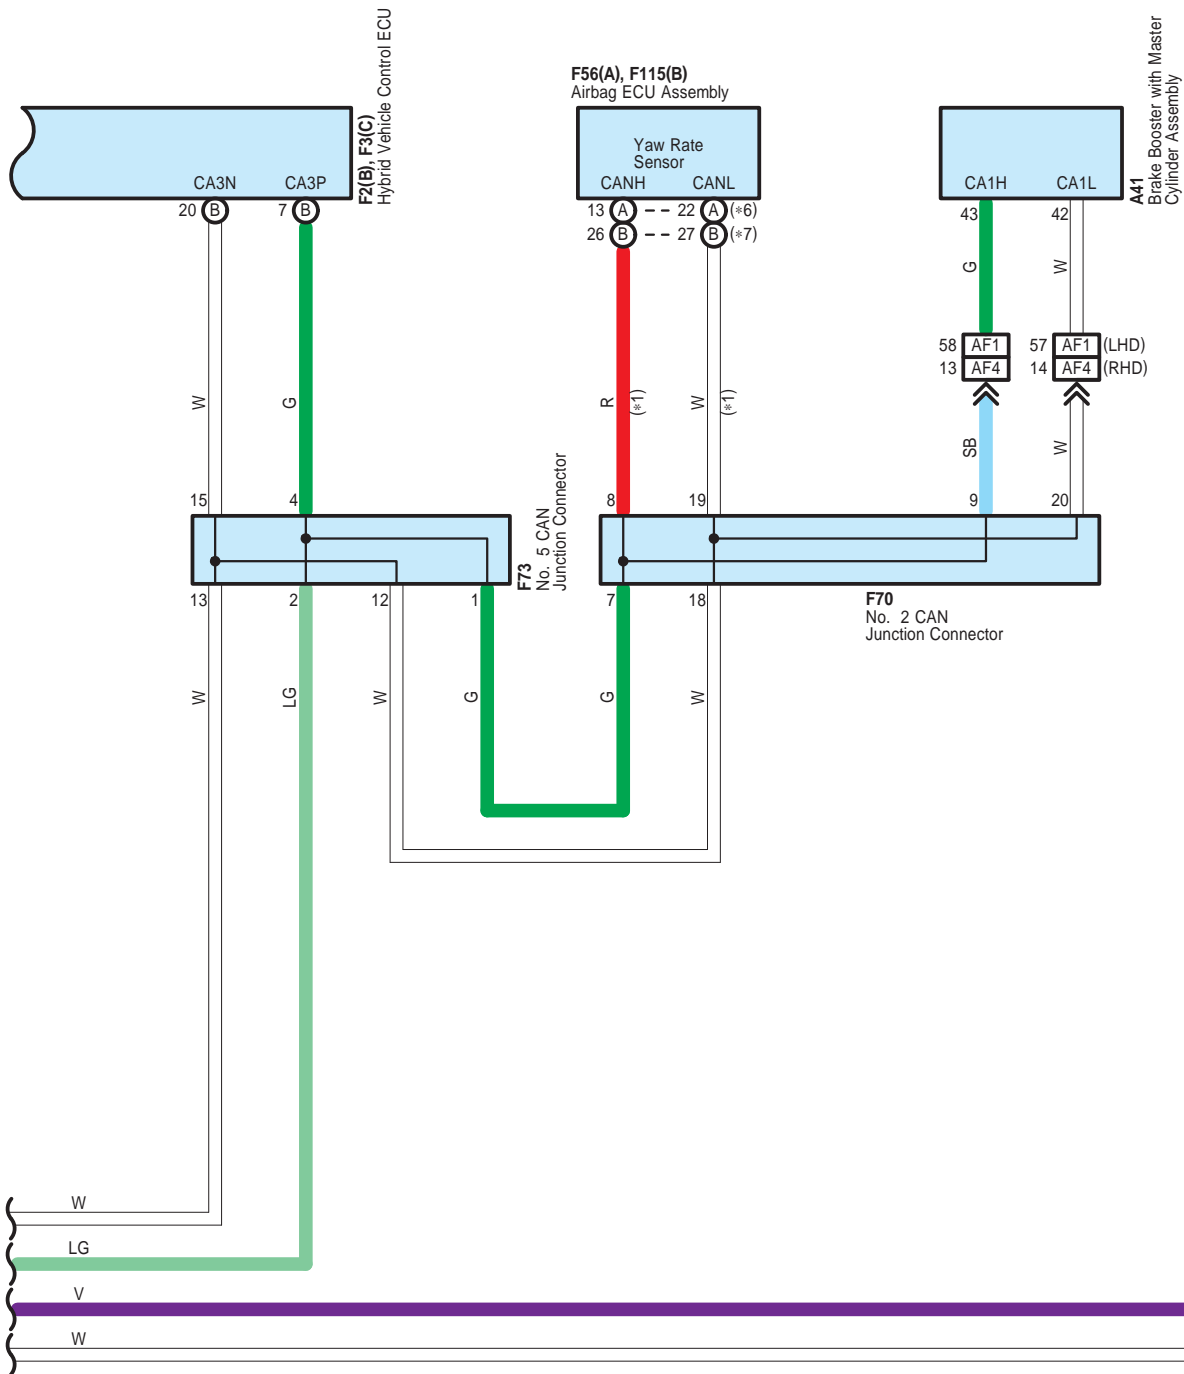 F2(B), F3(C)
Hybrid Vehicle Control ECU
CA3N CA3P
20 B 7 B
F56(A), F115(B)
Airbag ECU Assembly
Yaw Rate
Sensor
CANH CANL
13 A 22 A (*6)
26 B 27 B (*7)
A41
Brake Booster with Master
Cylinder Assembly
CA1H CA1L
43 42
G W
58 AF1 57 AF1 (LHD)
13 AF4 14 AF4 (RHD)
W G R (*1) W (*1) SB W
15 4 8 19 9 20
F73
No. 5 CAN
Junction Connector
13 2 12 1 7 18
F70
No. 2 CAN
Junction Connector
W LG W G G W
W
LG
V
W